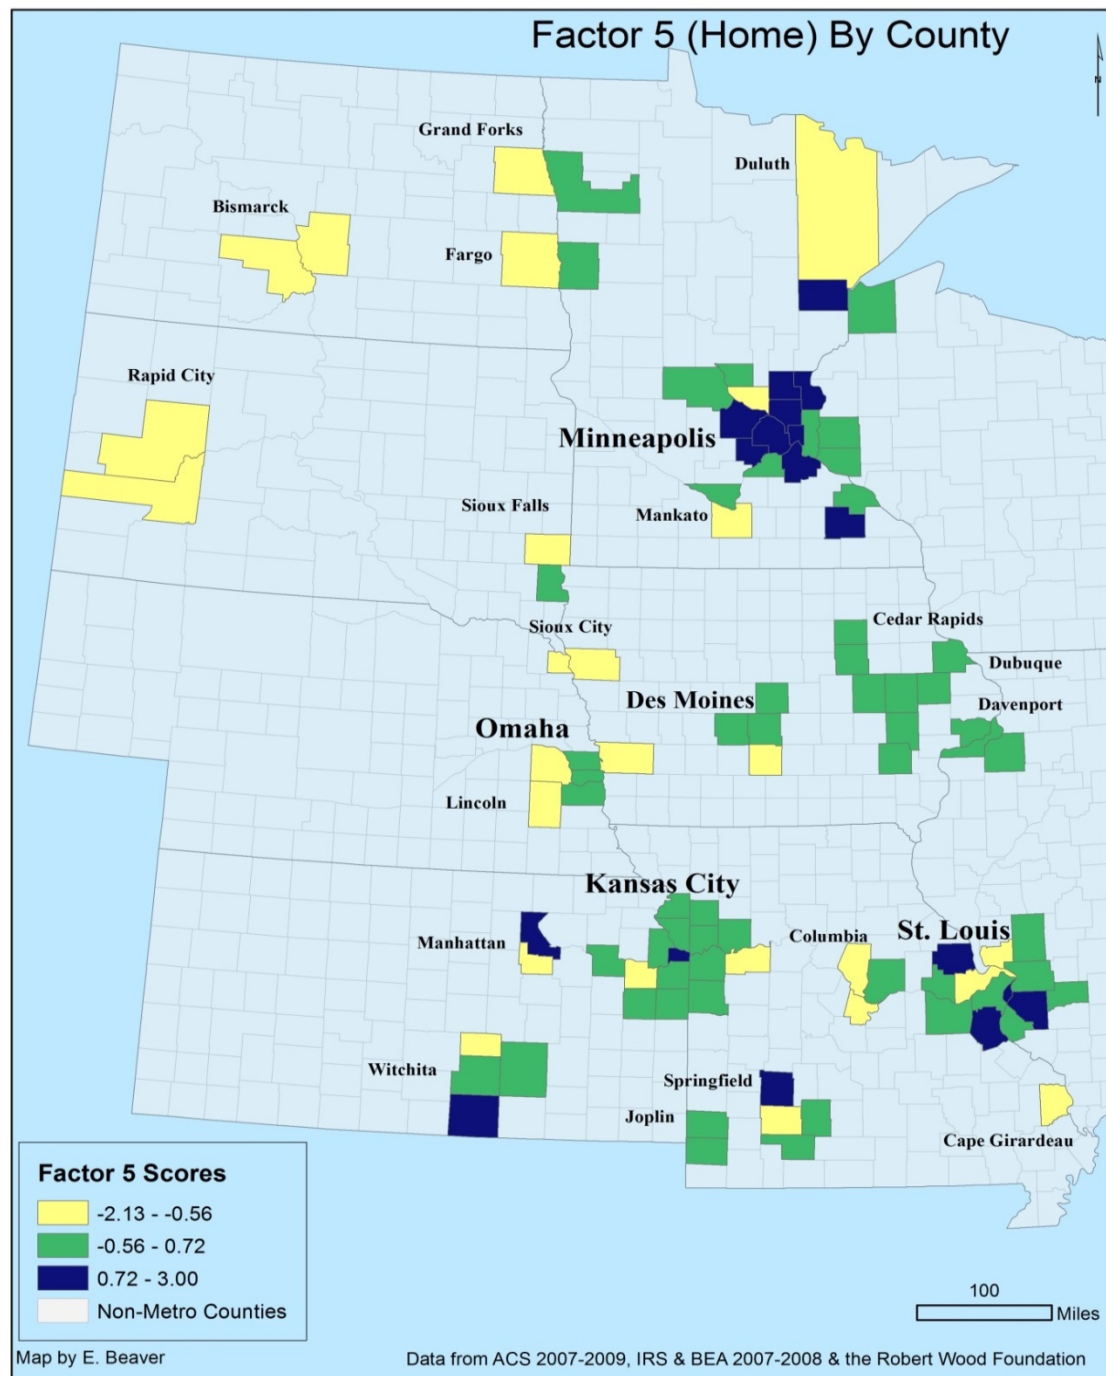 Factor 5 (Home) By County
N
Grand Forks
Duluth
Bismarck
Fargo
Rapid City
Minneapolis
Sioux Falls
Mankato
Sioux City
Cedar Rapids
Dubuque
Des Moines
Davenport
Omaha
Lincoln
Kansas City
Manhattan
Columbia
St. Louis
Witchita
Springfield
Joplin
Cape Girardeau
Factor 5 Scores
-2.13 - -0.56
-0.56 - 0.72
0.72 - 3.00
Non-Metro Counties
100
Miles
Map by E. Beaver
Data from ACS 2007-2009, IRS & BEA 2007-2008 & the Robert Wood Foundation